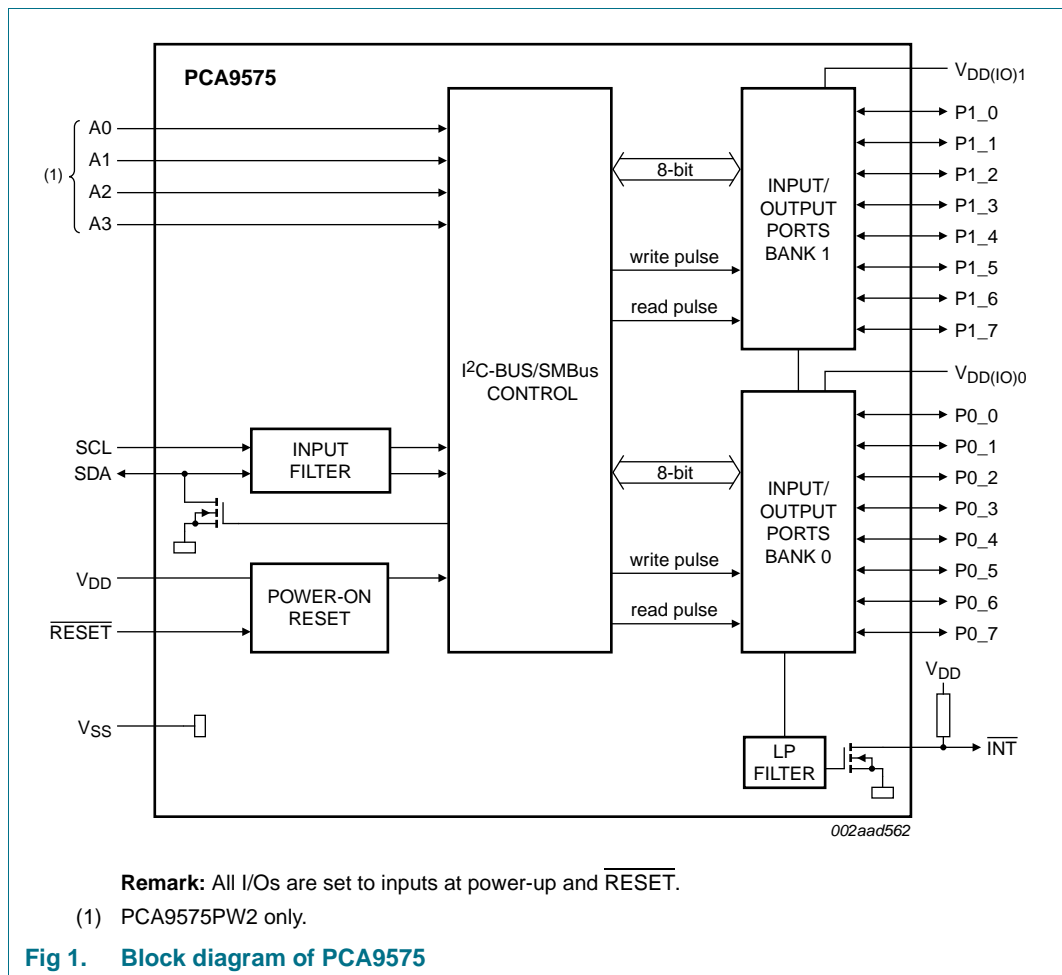 PCA9575
A0
A1
A2
A3
(1)
SCL
SDA
VDD
RESET
VSS
INPUT
FILTER
POWER-ON
RESET
I2C-BUS/SMBus
CONTROL
8-bit
write pulse
read pulse
8-bit
write pulse
read pulse
INPUT/
OUTPUT
PORTS
BANK 1
INPUT/
OUTPUT
PORTS
BANK 0
LP
FILTER
VDD(IO)1
P1_0
P1_1
P1_2
P1_3
P1_4
P1_5
P1_6
P1_7
VDD(IO)0
P0_0
P0_1
P0_2
P0_3
P0_4
P0_5
P0_6
P0_7
VDD
INT
002aad562
Remark: All I/Os are set to inputs at power-up and RESET.
(1) PCA9575PW2 only.
Fig 1. Block diagram of PCA9575